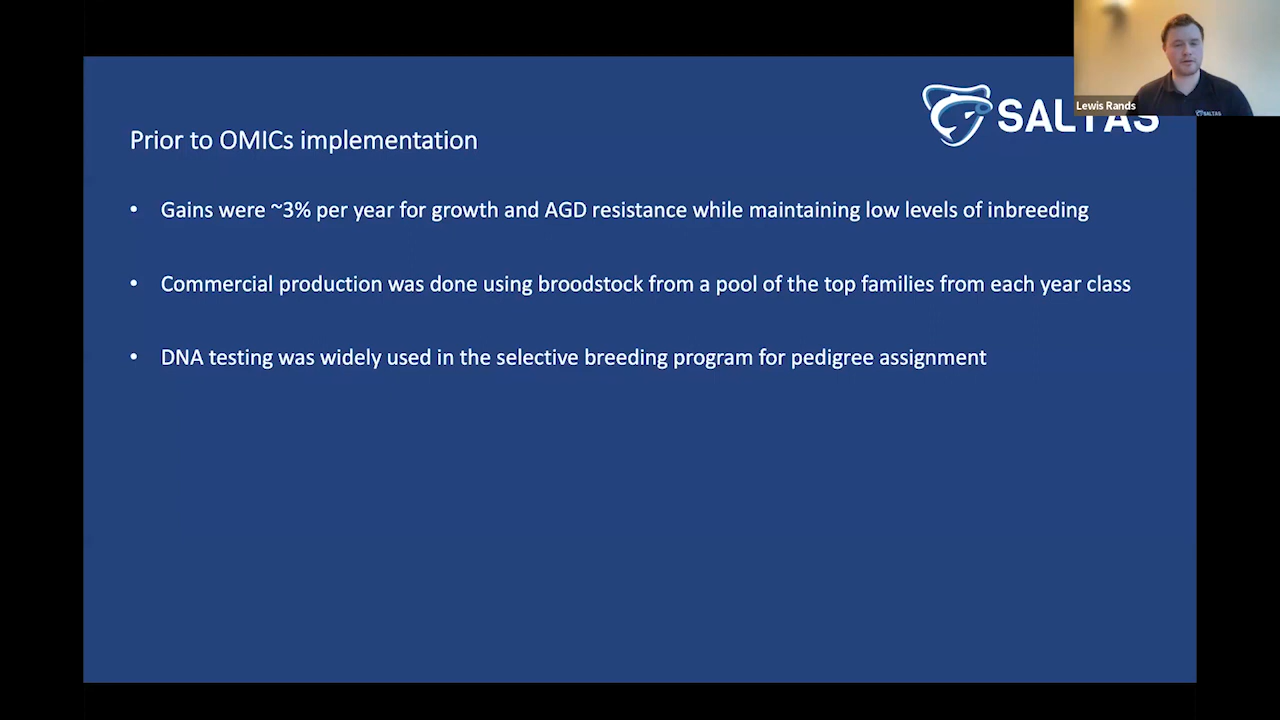 Lewis Rands
SALTAS
Prior to OMICs implementation
• Gains were ~3% per year for growth and AGD resistance while maintaining low levels of inbreeding
• Commercial production was done using broodstock from a pool of the top families from each year class
• DNA testing was widely used in the selective breeding program for pedigree assignment
SALTAS